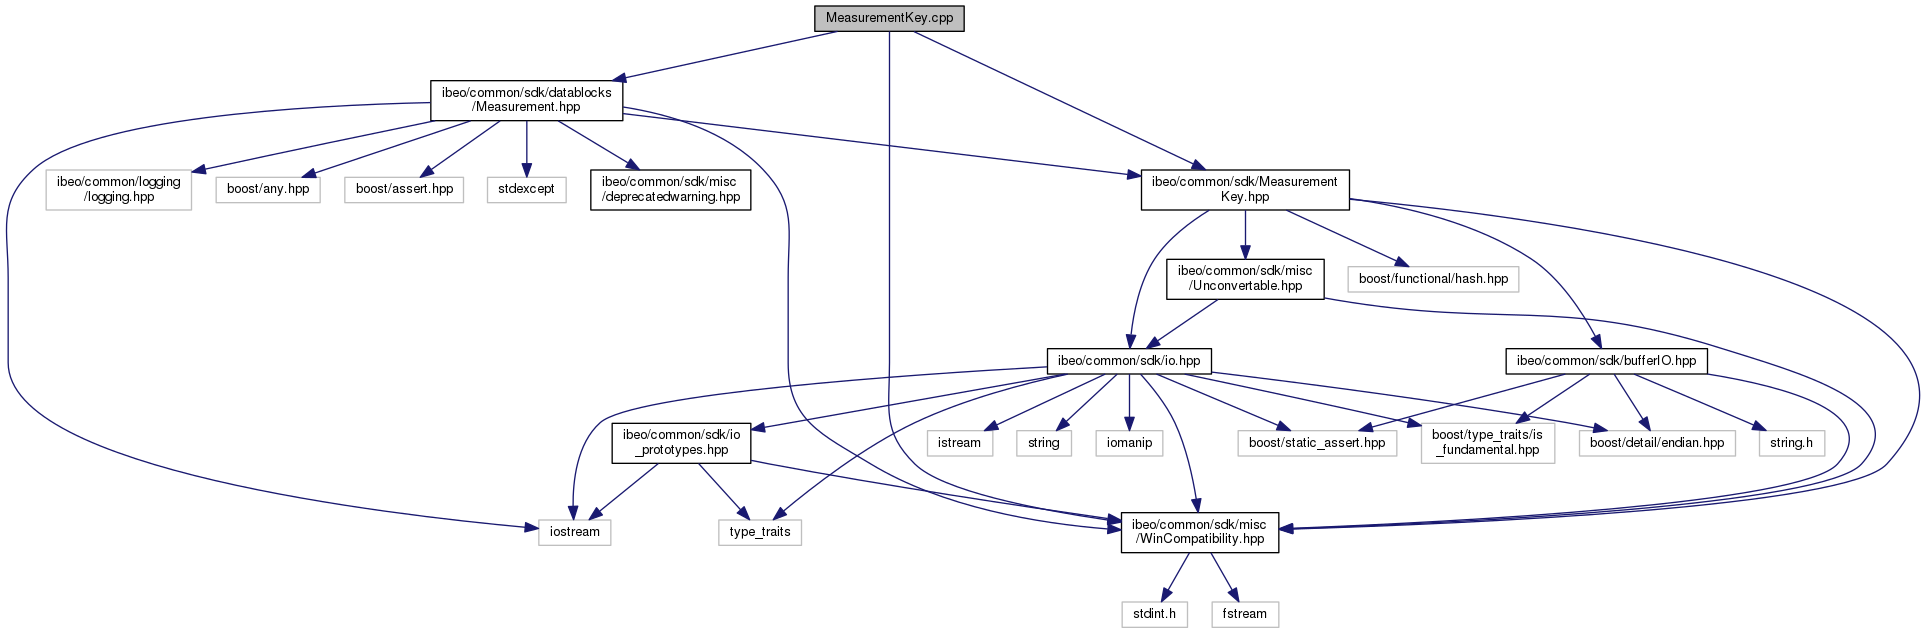 MeasurementKey.cpp
ibeo/common/sdk/datablocks
/Measurement.hpp
ibeo/common/logging
/logging.hpp
boost/any.hpp
boost/assert.hpp
stdexcept
ibeo/common/sdk/misc
/deprecatedwarning.hpp
ibeo/common/sdk/Measurement
Key.hpp
ibeo/common/sdk/misc
/Unconvertable.hpp
boost/functional/hash.hpp
ibeo/common/sdk/io.hpp
ibeo/common/sdk/bufferIO.hpp
ibeo/common/sdk/io
_prototypes.hpp
istream
string
iomanip
boost/static_assert.hpp
boost/type_traits/is
_fundamental.hpp
boost/detail/endian.hpp
string.h
iostream
type_traits
ibeo/common/sdk/misc
/WinCompatibility.hpp
stdint.h
fstream